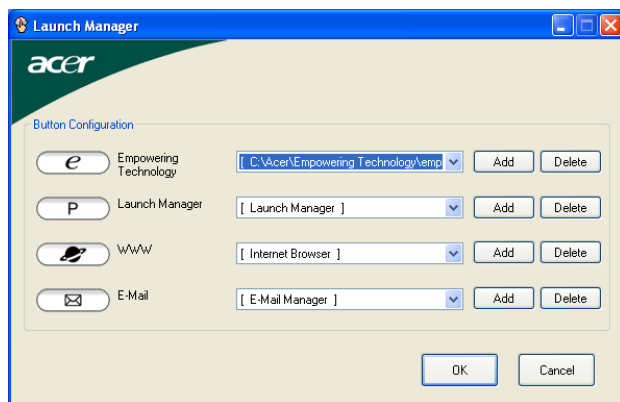 Launch Manager
acer
Button Configuration
e Empowering Technology [ C:\Acer\Empowering Technology\emp Add Delete
P Launch Manager [ Launch Manager ] Add Delete
WWW [ Internet Browser ] Add Delete
E-Mail [ E-Mail Manager ] Add Delete
OK Cancel